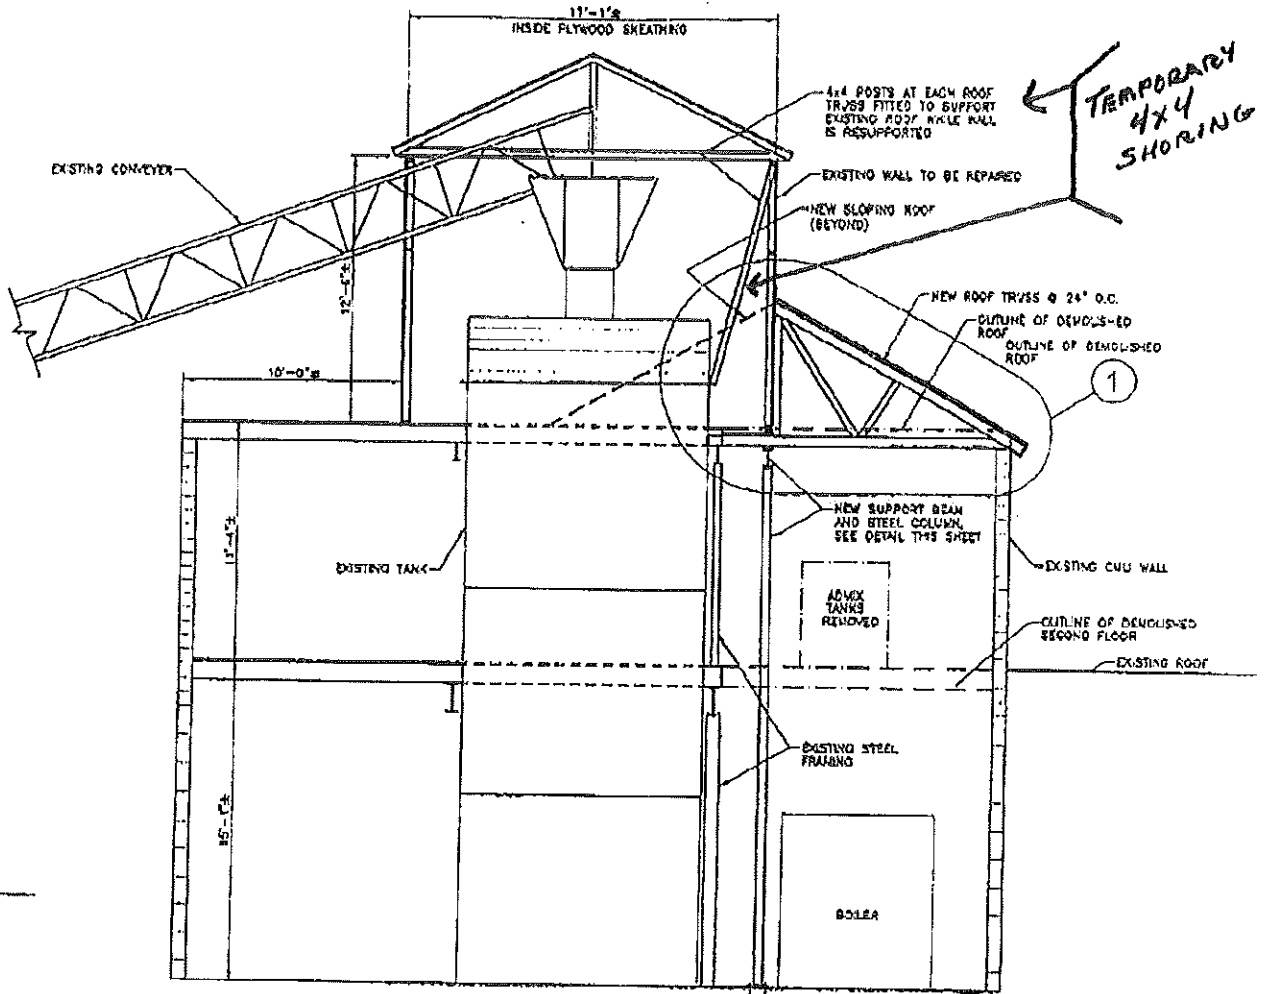 17'-1"±
INSIDE PLYWOOD SHEATHING
4x4 POSTS AT EACH ROOF
TRUSS FITTED TO SUPPORT
EXISTING ROOF WHILE WALL
IS RESUPPORTED
TEMPORARY
4x4
SHORING
EXISTING CONVEYER
EXISTING WALL TO BE REPAIRED
NEW SLOPING ROOF
(BEYOND)
12'-6"±
NEW ROOF TRUSS @ 24" O.C.
OUTLINE OF DEMOLISHED
ROOF
OUTLINE OF DEMOLISHED
ROOF
1
10'-0"±
NEW SUPPORT BEAM
AND STEEL COLUMN,
SEE DETAIL THIS SHEET
EXISTING TANK
EXISTING CMU WALL
ADMIX
TANKS
REMOVED
OUTLINE OF DEMOLISHED
SECOND FLOOR
EXISTING ROOF
EXISTING STEEL
FRAMING
BOILER